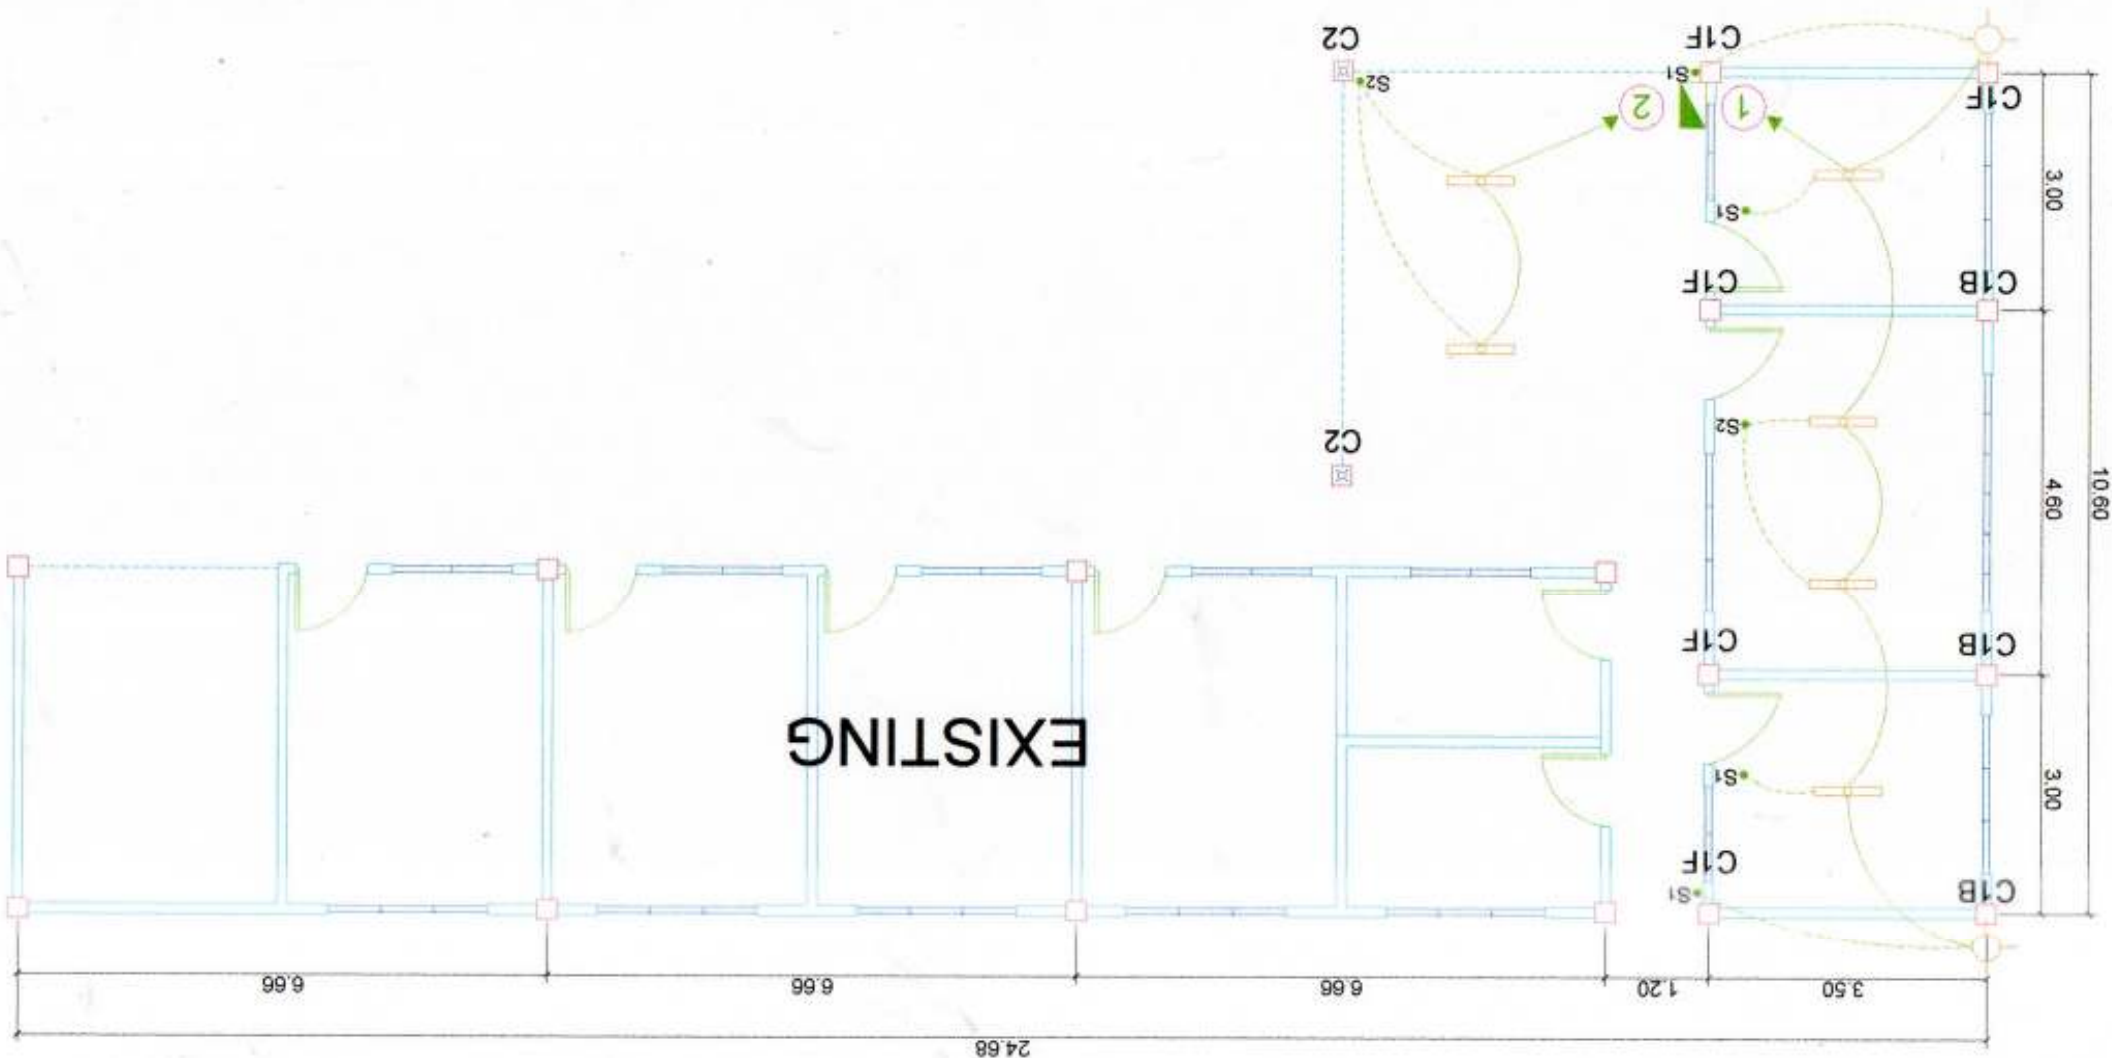 24.68
3.50
1.20
6.66
6.66
6.66
C1B
S1
C1F
3.00
S1
EXISTING
C1B
C1F
10.60
4.60
C2
S2
C1B
C1F
S1
3.00
1
2
C1F
S1
S2
C1F
C2